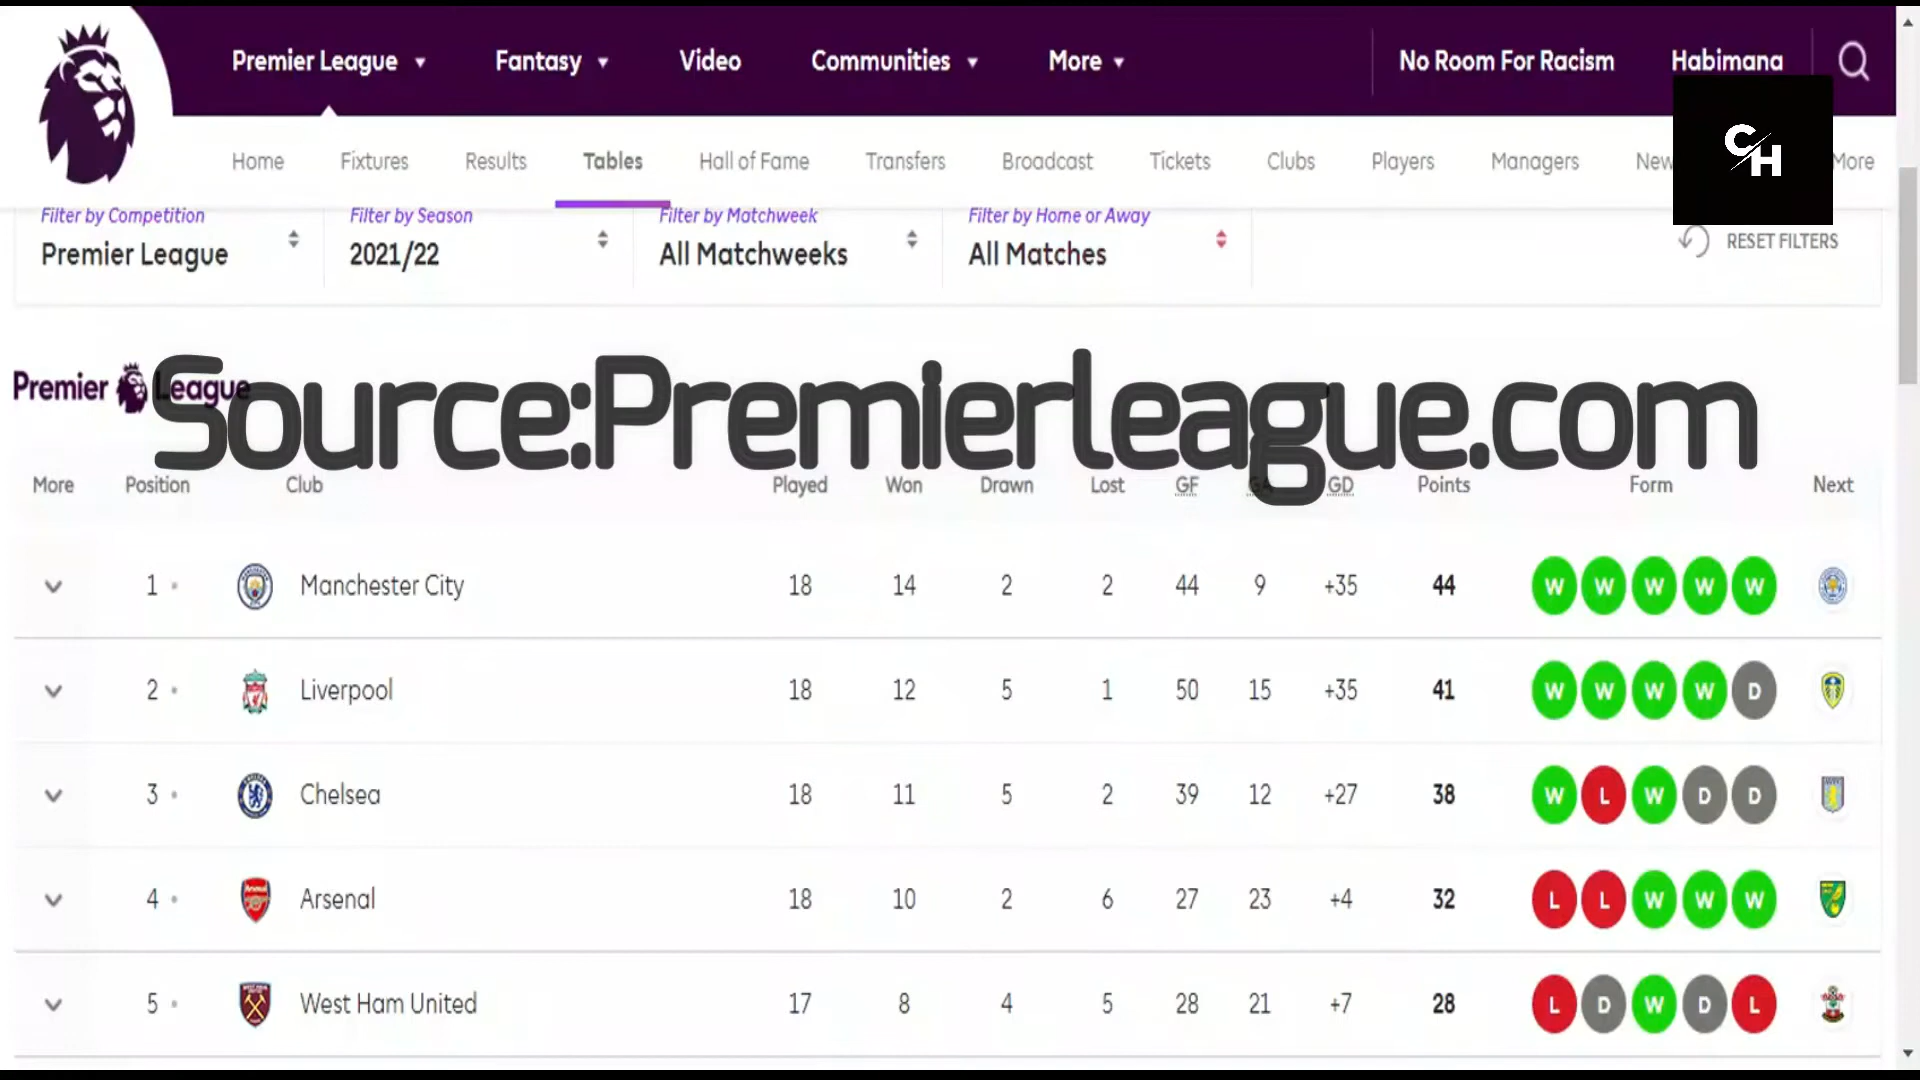 Premier League Fantasy Video Communities More No Room For Racism Habimana
Home Fixtures Results Tables Hall of Fame Transfers Broadcast Tickets Clubs Players Managers More
CH
Filter by Competition Filter by Season Filter by Matchweek Filter by Home or Away
Premier League 2021/22 All Matchweeks All Matches RESET FILTERS
Premier League
Source:Premierleague.com
More Position Club Played Won Drawn Lost GF GD Points Form Next
1 Manchester City 18 14 2 2 44 9 +35 44 W W W W W
2 Liverpool 18 12 5 1 50 15 +35 41 W W W W D
3 Chelsea 18 11 5 2 39 12 +27 38 W L W D D
4 Arsenal 18 10 2 6 27 23 +4 32 L L W W W
5 West Ham United 17 8 4 5 28 21 +7 28 L D W D L